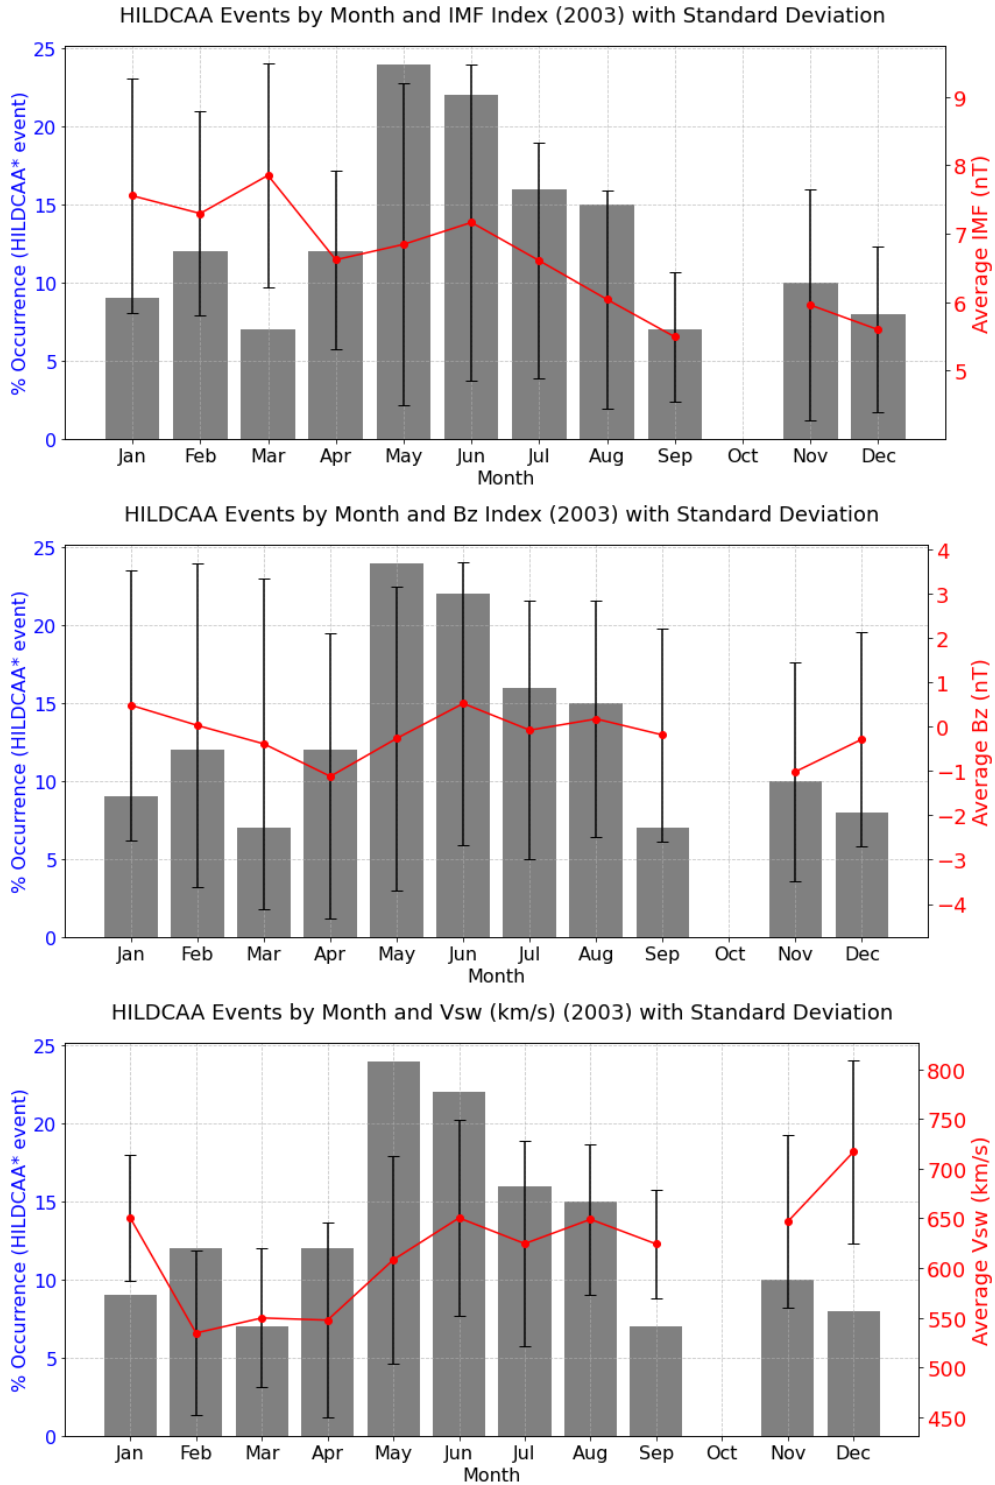 HILDCAA Events by Month and IMF Index (2003) with Standard Deviation
% Occurrence (HILDCAA* event)
25
20
15
10
5
0
9
8
7
6
5
Average IMF (nT)
Jan Feb Mar Apr May Jun Jul Aug Sep Oct Nov Dec
Month
HILDCAA Events by Month and Bz Index (2003) with Standard Deviation
% Occurrence (HILDCAA* event)
25
20
15
10
5
0
4
3
2
1
0
−1
−2
−3
−4
Average Bz (nT)
Jan Feb Mar Apr May Jun Jul Aug Sep Oct Nov Dec
Month
HILDCAA Events by Month and Vsw (km/s) (2003) with Standard Deviation
% Occurrence (HILDCAA* event)
25
20
15
10
5
0
800
750
700
650
600
550
500
450
Average Vsw (km/s)
Jan Feb Mar Apr May Jun Jul Aug Sep Oct Nov Dec
Month